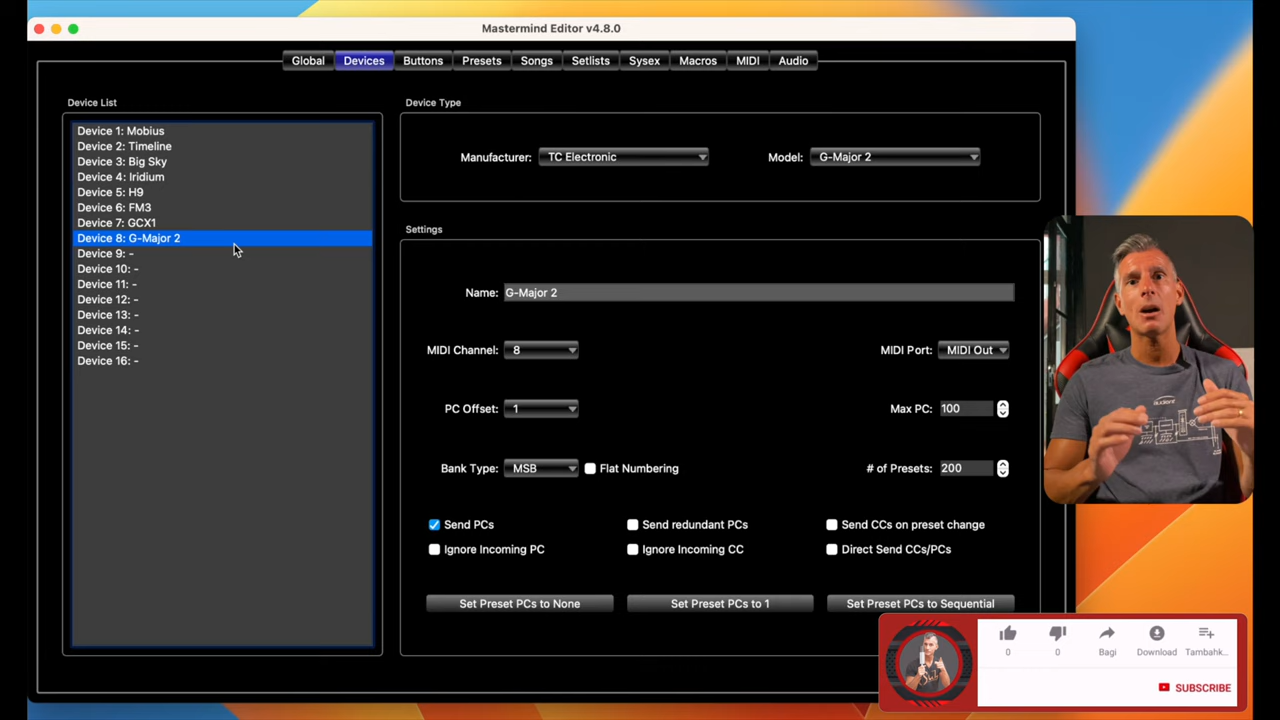 Mastermind Editor v4.8.0
Global Devices Buttons Presets Songs Setlists Sysex Macros MIDI Audio
Device List
Device 1: Mobius
Device 2: Timeline
Device 3: Big Sky
Device 4: Iridium
Device 5: H9
Device 6: FM3
Device 7: GCX1
Device 8: G-Major 2
Device 9: -
Device 10: -
Device 11: -
Device 12: -
Device 13: -
Device 14: -
Device 15: -
Device 16: -
Device Type
Manufacturer: TC Electronic Model: G-Major 2
Settings
Name: G-Major 2
MIDI Channel: 8 MIDI Port: MIDI Out
PC Offset: 1 Max PC: 100
Bank Type: MSB Flat Numbering # of Presets: 200
Send PCs Send redundant PCs Send CCs on preset change
Ignore Incoming PC Ignore Incoming CC Direct Send CCs/PCs
Set Preset PCs to None Set Preset PCs to 1 Set Preset PCs to Sequential
audient
0 0 Bagi Download Tambahk...
SUBSCRIBE